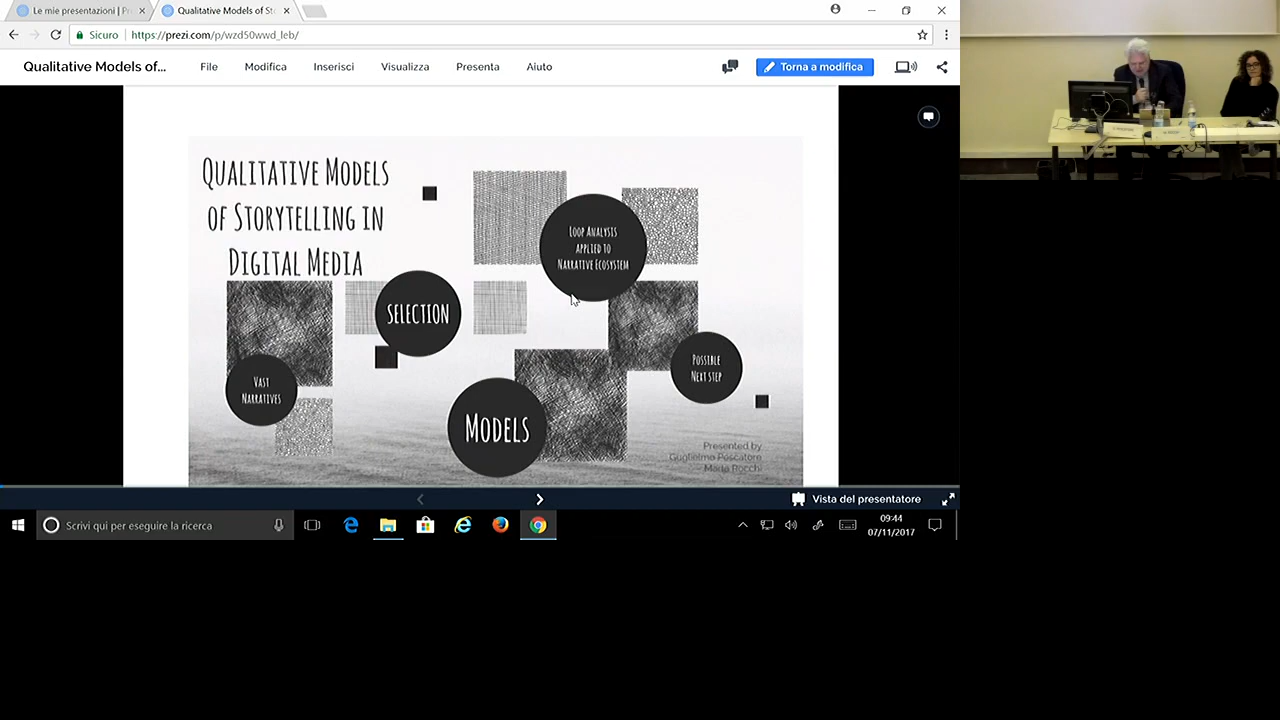 Le mie presentazioni | Pr
Qualitative Models of St
Sicuro
https://prezi.com/p/wzd50wwd_leb/
Qualitative Models of...
File
Modifica
Inserisci
Visualizza
Presenta
Aiuto
Torna a modifica
QUALITATIVE MODELS
OF STORYTELLING IN
DIGITAL MEDIA
LOOP ANALYSIS
APPLIED TO
NARRATIVE ECOSYSTEM
SELECTION
VAST
NARRATIVES
MODELS
POSSIBLE
NEXT STEP
Presented by
Guglielmo Pescatore
Marta Rocchi
Vista del presentatore
Scrivi qui per eseguire la ricerca
09:44
07/11/2017